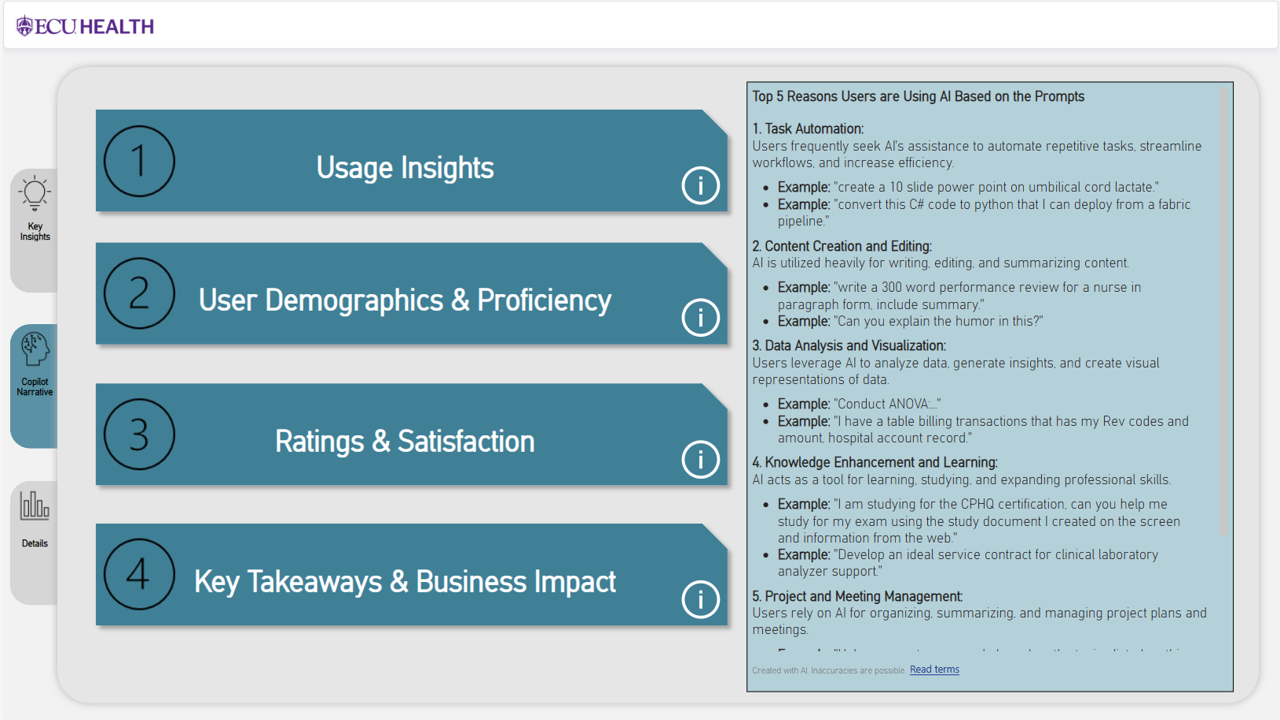 ECU HEALTH
Key
Insights
Copilot
Narrative
Details
1
Usage Insights
i
2
User Demographics & Proficiency
i
3
Ratings & Satisfaction
i
4
Key Takeaways & Business Impact
i
Top 5 Reasons Users are Using AI Based on the Prompts
1. Task Automation:
Users frequently seek AI's assistance to automate repetitive tasks, streamline
workflows, and increase efficiency.
• Example: "create a 10 slide power point on umbilical cord lactate."
• Example: "convert this C# code to python that I can deploy from a fabric
pipeline."
2. Content Creation and Editing:
AI is utilized heavily for writing, editing, and summarizing content.
• Example: "write a 300 word performance review for a nurse in
paragraph form, include summary."
• Example: "Can you explain the humor in this?"
3. Data Analysis and Visualization:
Users leverage AI to analyze data, generate insights, and create visual
representations of data.
• Example: "Conduct ANOVA:..."
• Example: "I have a table billing transactions that has my Rev codes and
amount, hospital account record."
4. Knowledge Enhancement and Learning:
AI acts as a tool for learning, studying, and expanding professional skills.
• Example: "I am studying for the CPHQ certification, can you help me
study for my exam using the study document I created on the screen
and information from the web."
• Example: "Develop an ideal service contract for clinical laboratory
analyzer support."
5. Project and Meeting Management:
Users rely on AI for organizing, summarizing, and managing project plans and
meetings.
Created with AI. Inaccuracies are possible. Read terms